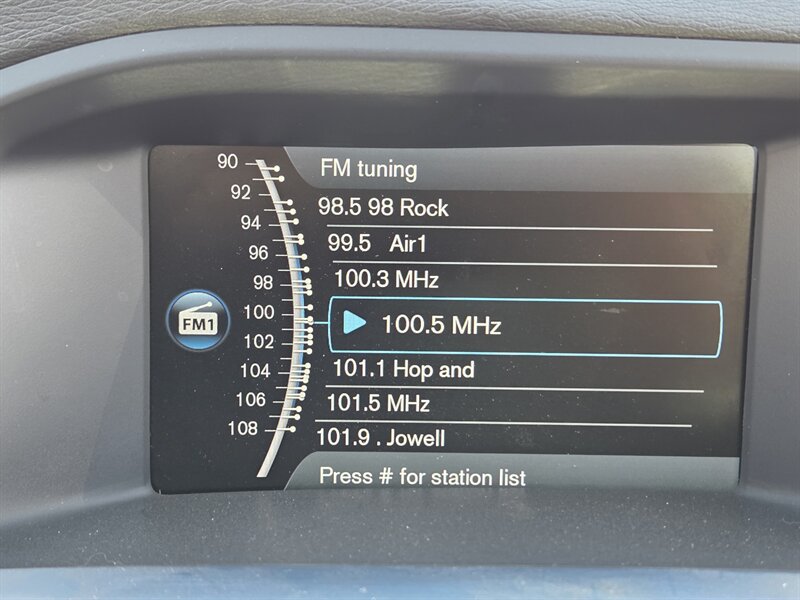 FM tuning
90
92
94
96
98
100
102
104
106
108
FM1
98.5 98 Rock
99.5 Air1
100.3 MHz
100.5 MHz
101.1 Hop and
101.5 MHz
101.9 . Jowell
Press # for station list